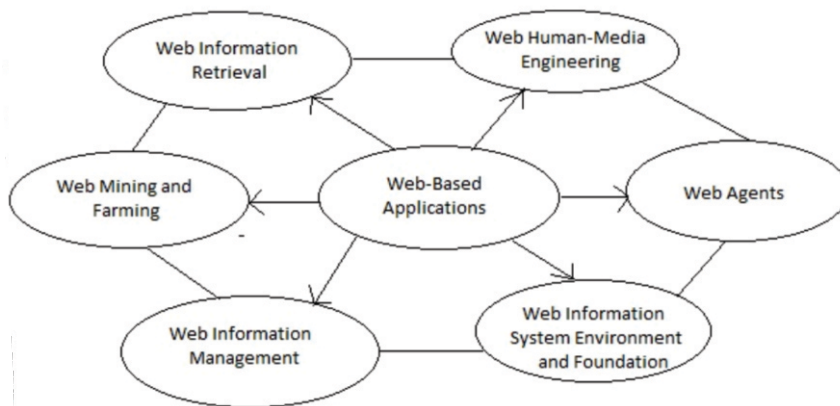 Web Information
Retrieval
Web Human-Media
Engineering
Web Mining and
Farming
Web-Based
Applications
Web Agents
Web Information
Management
Web Information
System Environment
and Foundation